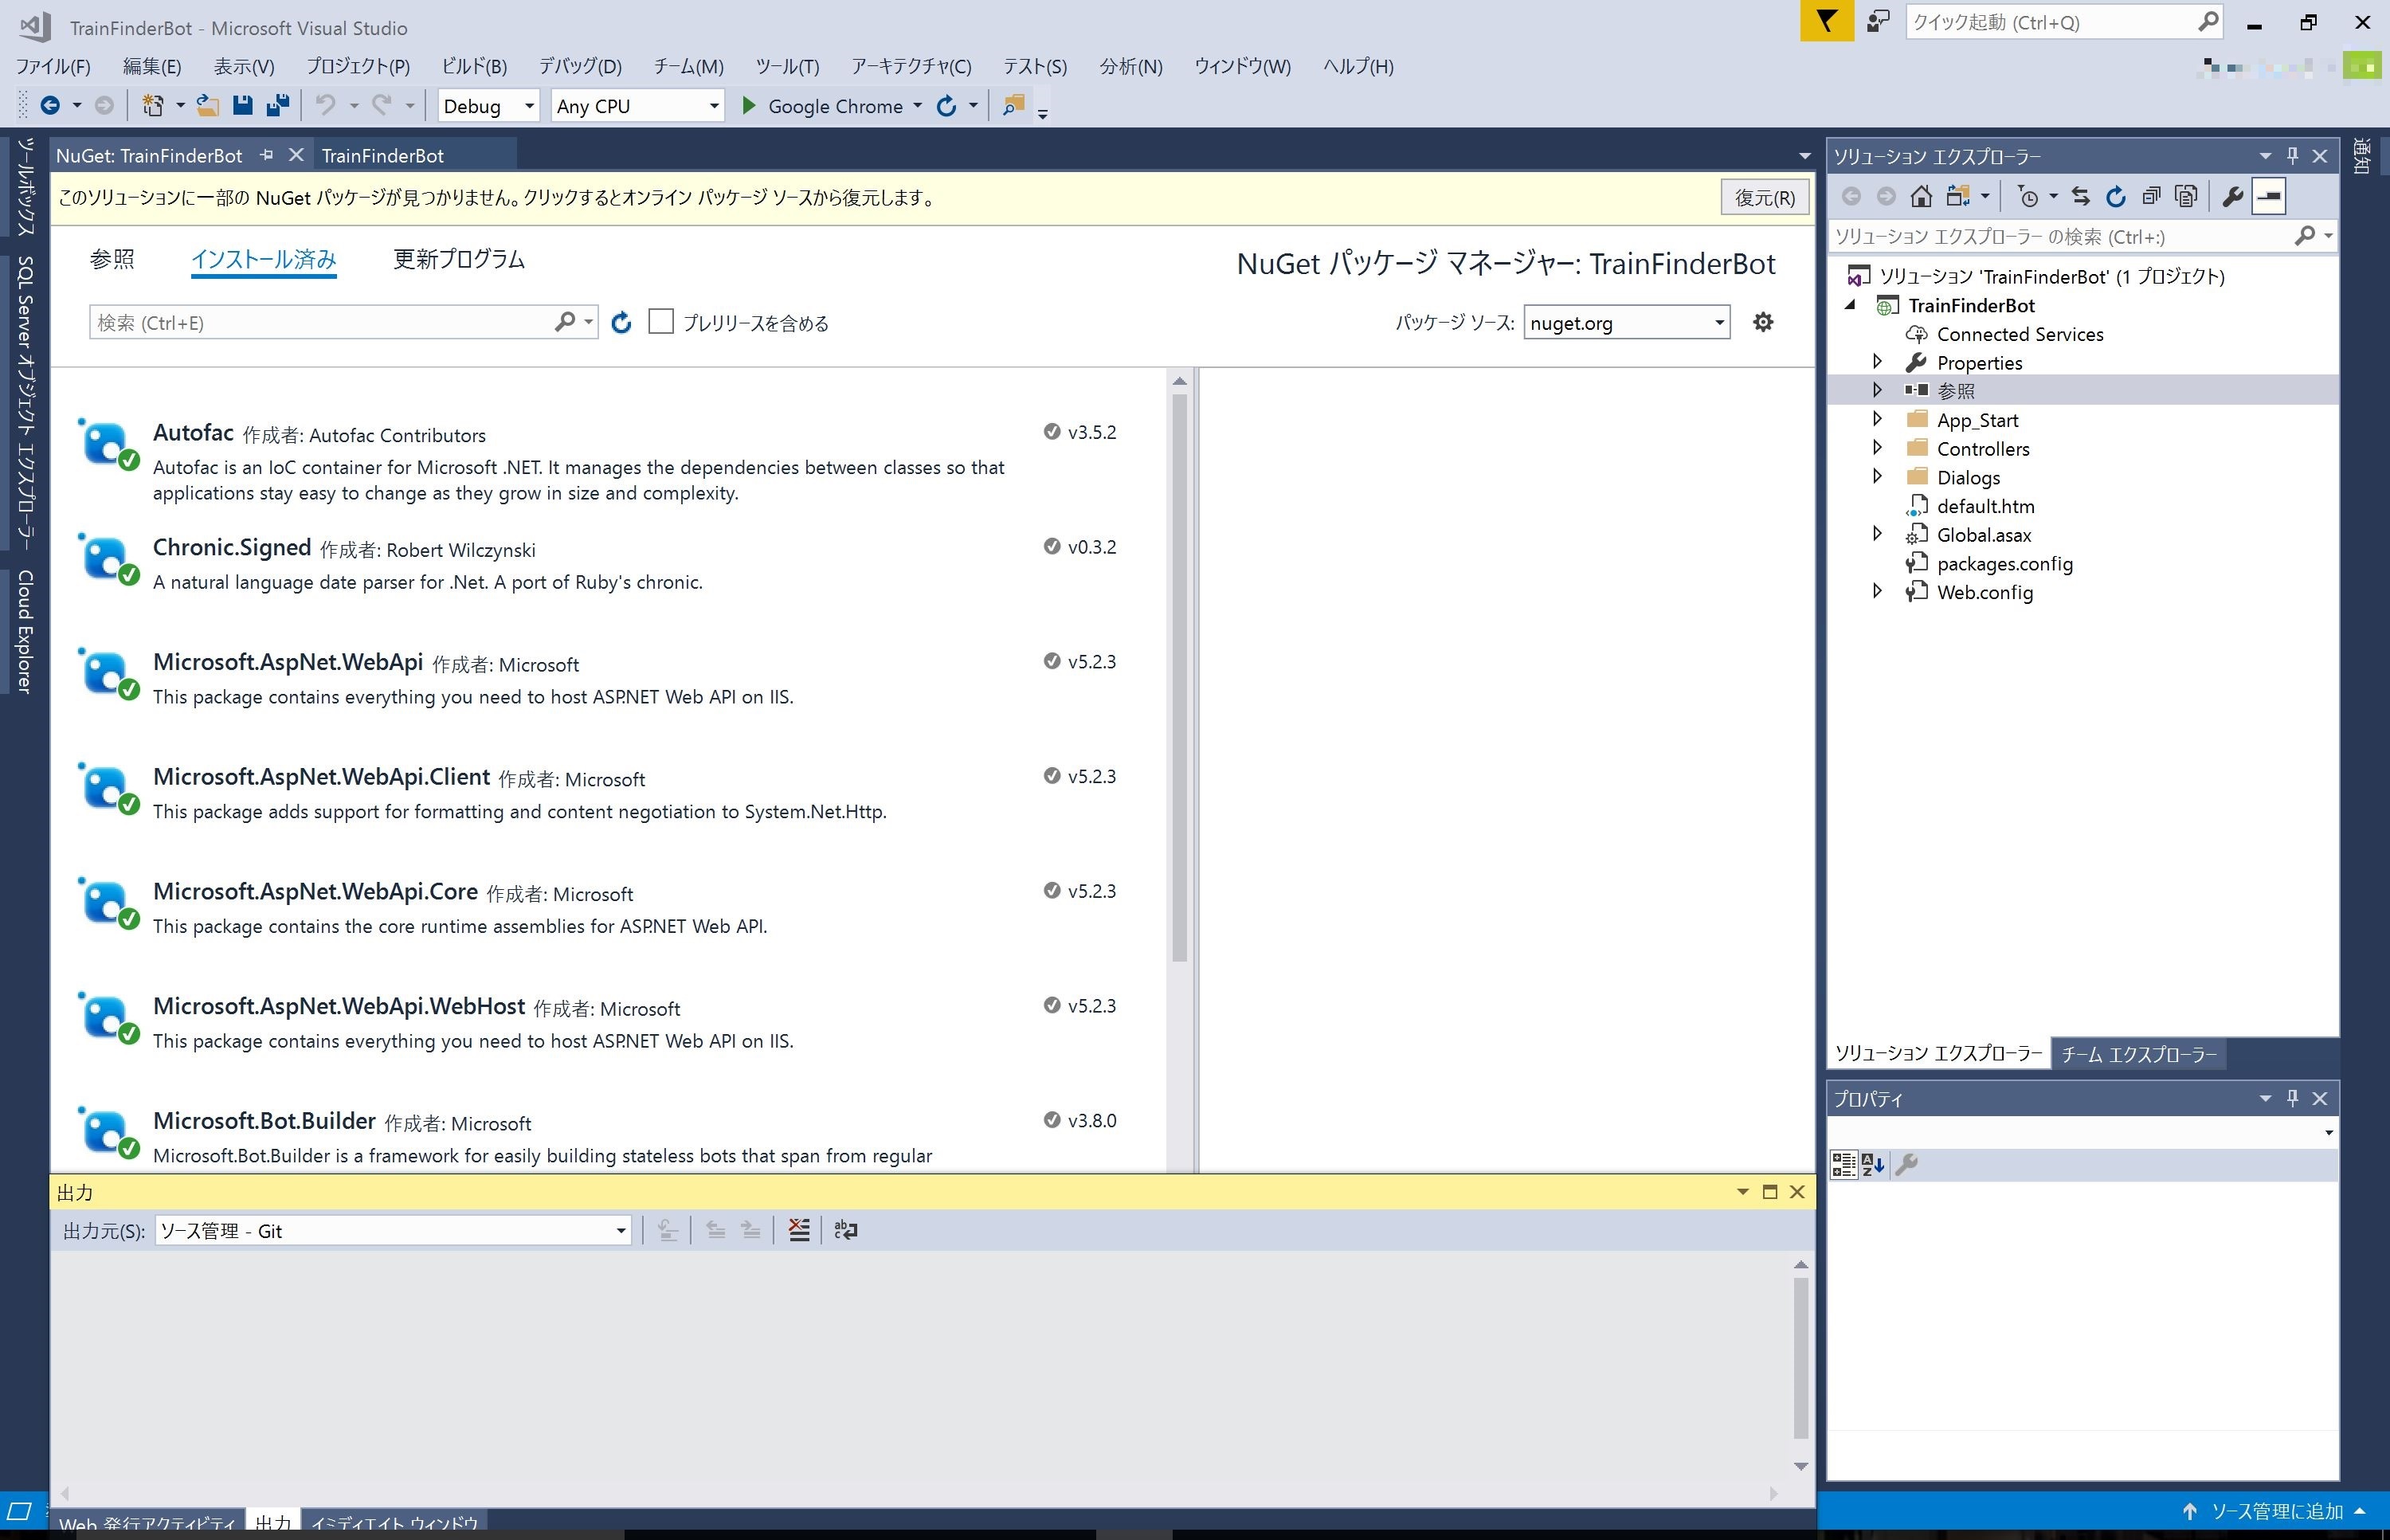 TrainFinderBot - Microsoft Visual Studio
クイック起動 (Ctrl+Q)
ファイル(F) 編集(E) 表示(V) プロジェクト(P) ビルド(B) デバッグ(D) チーム(M) ツール(T) アーキテクチャ(C) テスト(S) 分析(N) ウィンドウ(W) ヘルプ(H)
Debug Any CPU Google Chrome
ツールボックス
SQL Server オブジェクト エクスプローラー
Cloud Explorer
NuGet: TrainFinderBot TrainFinderBot
このソリューションに一部の NuGet パッケージが見つかりません。クリックするとオンライン パッケージ ソースから復元します。 復元(R)
参照 インストール済み 更新プログラム
NuGet パッケージ マネージャー: TrainFinderBot
検索 (Ctrl+E) プレリリースを含める
パッケージ ソース: nuget.org
Autofac 作成者: Autofac Contributors v3.5.2
Autofac is an IoC container for Microsoft .NET. It manages the dependencies between classes so that
applications stay easy to change as they grow in size and complexity.
Chronic.Signed 作成者: Robert Wilczynski v0.3.2
A natural language date parser for .Net. A port of Ruby's chronic.
Microsoft.AspNet.WebApi 作成者: Microsoft v5.2.3
This package contains everything you need to host ASP.NET Web API on IIS.
Microsoft.AspNet.WebApi.Client 作成者: Microsoft v5.2.3
This package adds support for formatting and content negotiation to System.Net.Http.
Microsoft.AspNet.WebApi.Core 作成者: Microsoft v5.2.3
This package contains the core runtime assemblies for ASP.NET Web API.
Microsoft.AspNet.WebApi.WebHost 作成者: Microsoft v5.2.3
This package contains everything you need to host ASP.NET Web API on IIS.
Microsoft.Bot.Builder 作成者: Microsoft v3.8.0
Microsoft.Bot.Builder is a framework for easily building stateless bots that span from regular
出力
出力元(S): ソース管理 - Git
Web 発行アクティビティ 出力 イミディエイト ウィンドウ
ソリューション エクスプローラー
ソリューション エクスプローラー の検索 (Ctrl+:)
ソリューション 'TrainFinderBot' (1 プロジェクト)
TrainFinderBot
Connected Services
Properties
参照
App_Start
Controllers
Dialogs
default.htm
Global.asax
packages.config
Web.config
ソリューション エクスプローラー チーム エクスプローラー
プロパティ
通知
ソース管理に追加